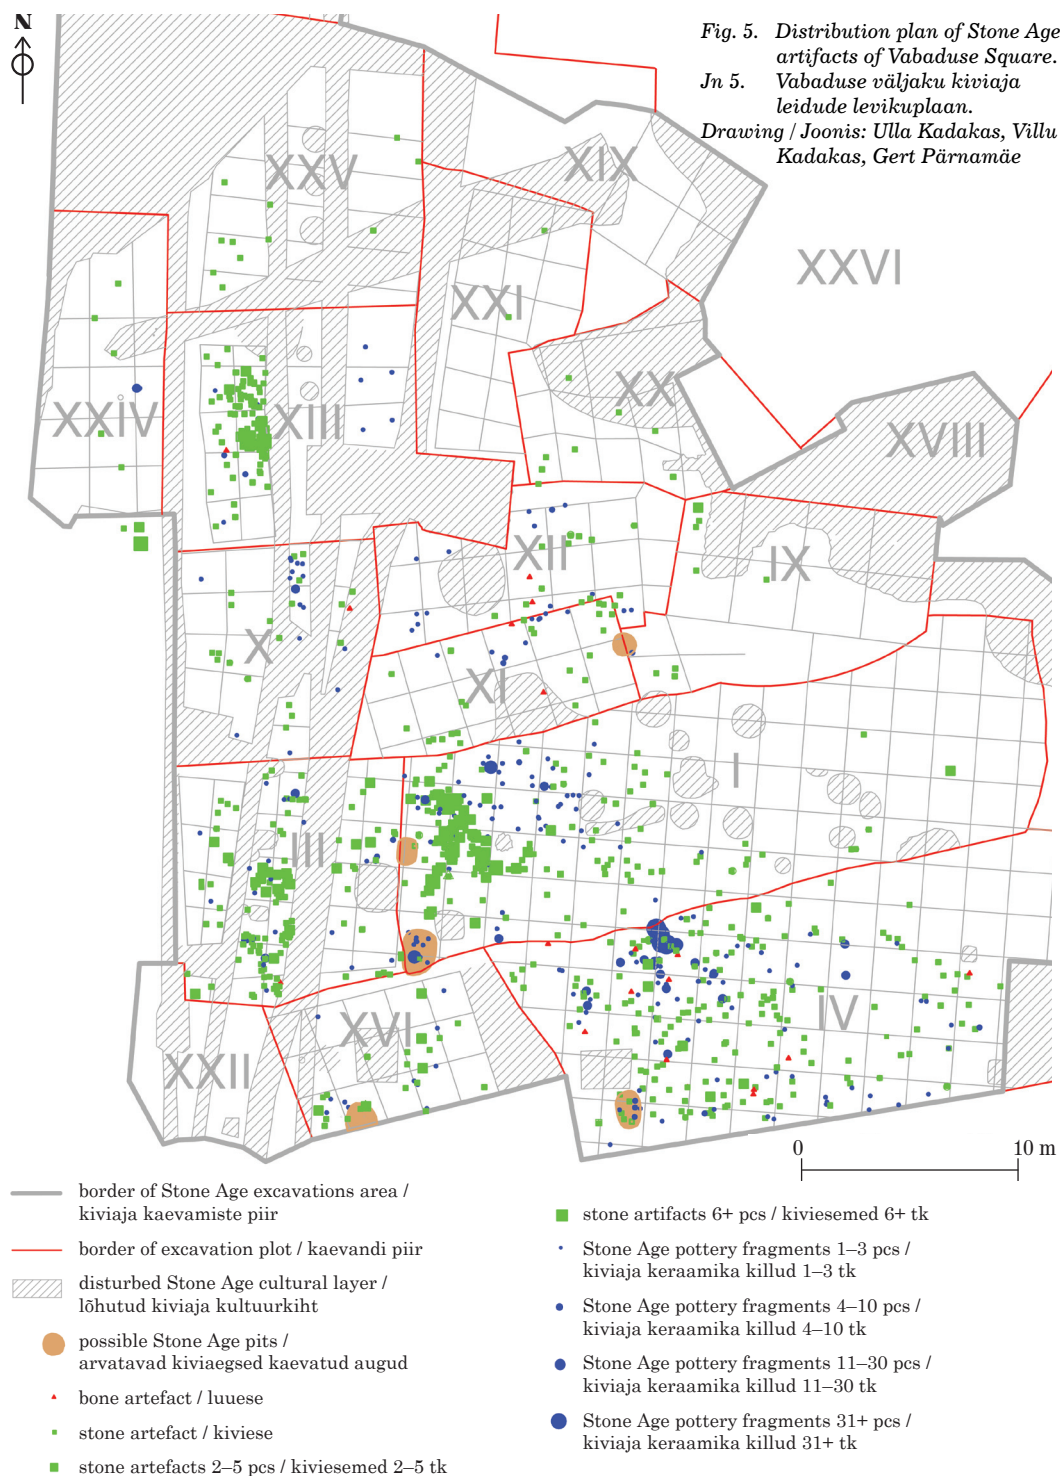 N
Fig. 5. Distribution plan of Stone Age
artifacts of Vabaduse Square.
Jn 5. Vabaduse väljaku kiviaja
leidude levikuplaan.
Drawing / Joonis: Ulla Kadakas, Villu
Kadakas, Gert Pärnamäe
XXV
XIX
XXVI
XXI
XX
XXIV
XIII
XVIII
XII
IX
X
XI
I
III
IV
XVI
XXII
0
10 m
border of Stone Age excavations area /
kiviaja kaevamiste piir
border of excavation plot / kaevandi piir
disturbed Stone Age cultural layer /
lõhutud kiviaja kultuurkiht
possible Stone Age pits /
arvatavad kiviaegsed kaevatud augud
bone artefact / luuese
stone artefact / kiviese
stone artefacts 2–5 pcs / kiviesemed 2–5 tk
stone artifacts 6+ pcs / kiviesemed 6+ tk
Stone Age pottery fragments 1–3 pcs /
kiviaja keraamika killud 1–3 tk
Stone Age pottery fragments 4–10 pcs /
kiviaja keraamika killud 4–10 tk
Stone Age pottery fragments 11–30 pcs /
kiviaja keraamika killud 11–30 tk
Stone Age pottery fragments 31+ pcs /
kiviaja keraamika killud 31+ tk